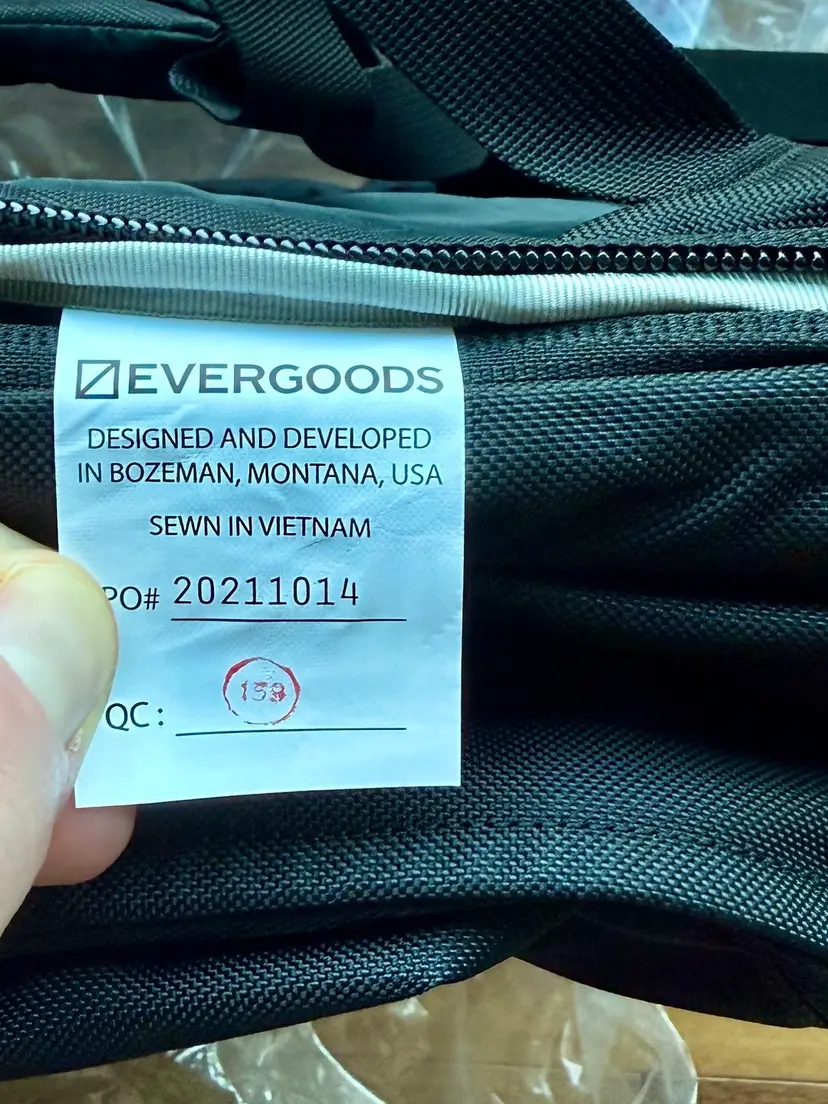 EVERGOODS
DESIGNED AND DEVELOPED
IN BOZEMAN, MONTANA, USA
SEWN IN VIETNAM
PO# 20211014
QC: